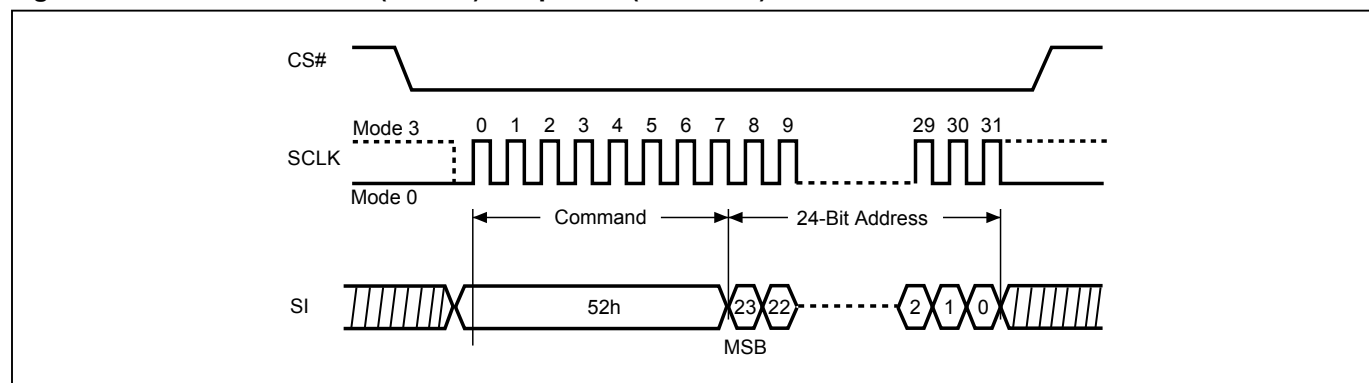 CS#
Mode 3
0 1 2 3 4 5 6 7 8 9 29 30 31
SCLK
Mode 0
Command 24-Bit Address
SI 52h 23 22 2 1 0
MSB